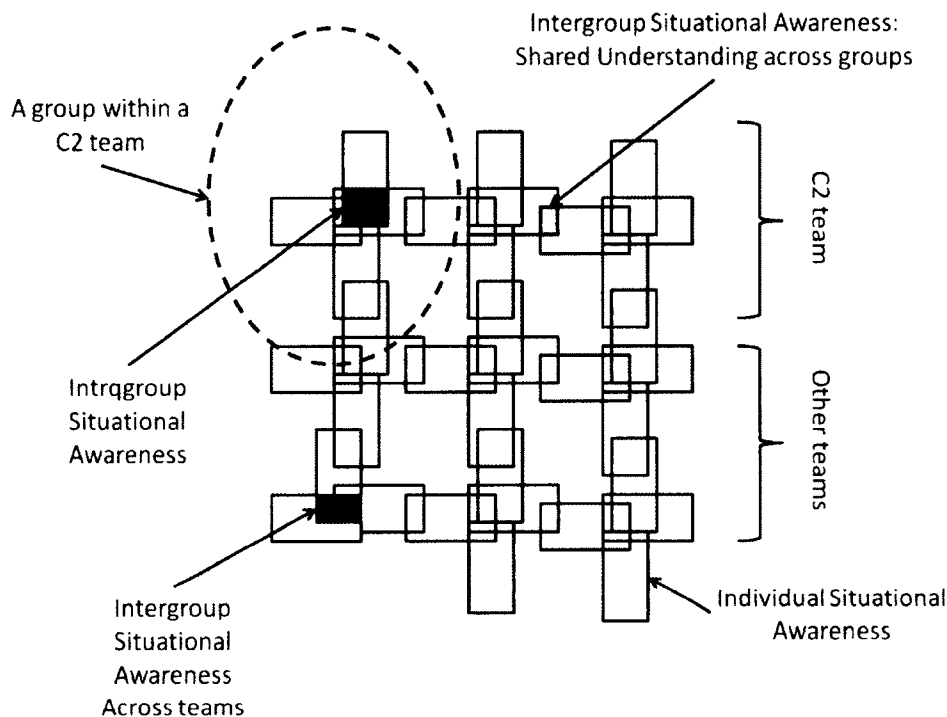 Intergroup Situational Awareness:
Shared Understanding across groups
A group within a
C2 team
C2 team
Intrqgroup
Situational
Awareness
Other teams
Intergroup
Situational
Awareness
Across teams
Individual Situational
Awareness